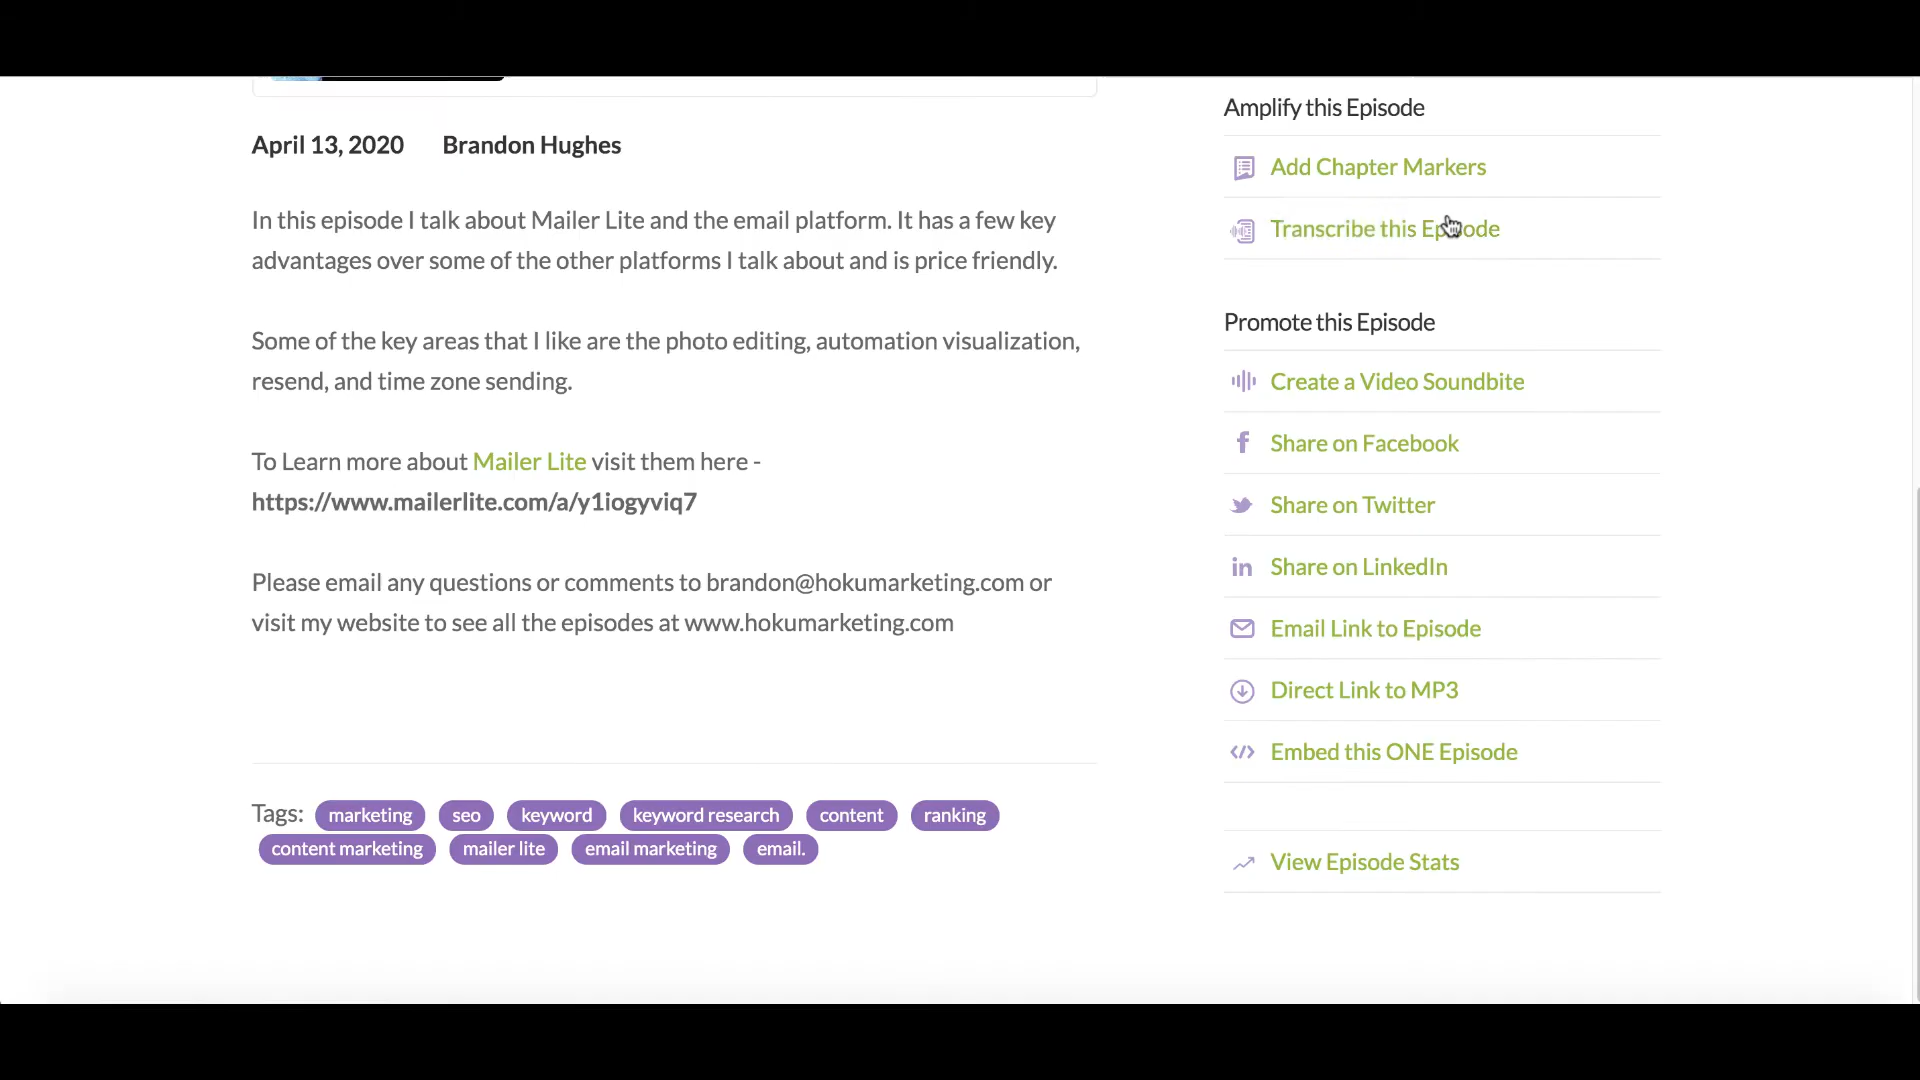 April 13, 2020 Brandon Hughes
In this episode I talk about Mailer Lite and the email platform. It has a few key
advantages over some of the other platforms I talk about and is price friendly.
Some of the key areas that I like are the photo editing, automation visualization,
resend, and time zone sending.
To Learn more about Mailer Lite visit them here -
https://www.mailerlite.com/a/y1iogyviq7
Please email any questions or comments to brandon@hokumarketing.com or
visit my website to see all the episodes at www.hokumarketing.com
Tags: marketing seo keyword keyword research content ranking
content marketing mailer lite email marketing email.
Amplify this Episode
Add Chapter Markers
Transcribe this Episode
Promote this Episode
Create a Video Soundbite
Share on Facebook
Share on Twitter
Share on LinkedIn
Email Link to Episode
Direct Link to MP3
Embed this ONE Episode
View Episode Stats